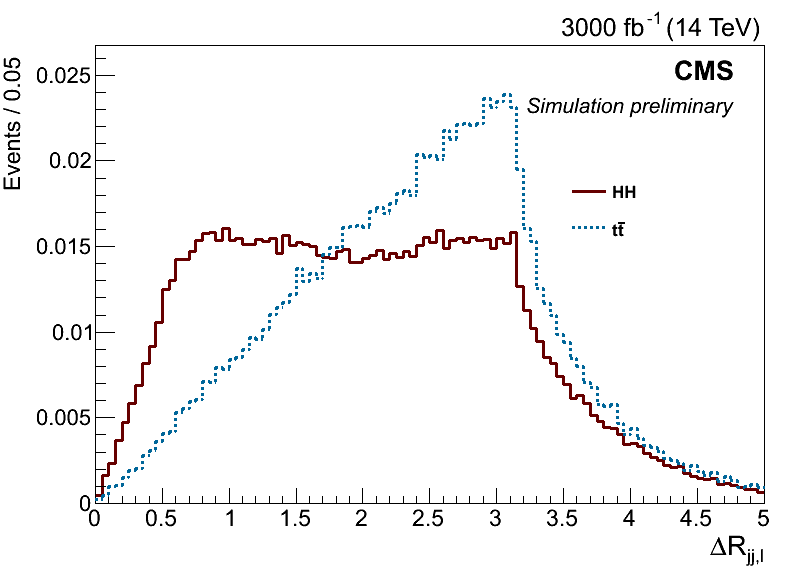 3000 fb⁻¹ (14 TeV)
Events / 0.05
CMS
Simulation preliminary
HH
tt̅
0.025
0.02
0.015
0.01
0.005
0
0 0.5 1 1.5 2 2.5 3 3.5 4 4.5 5
ΔR_jj,l